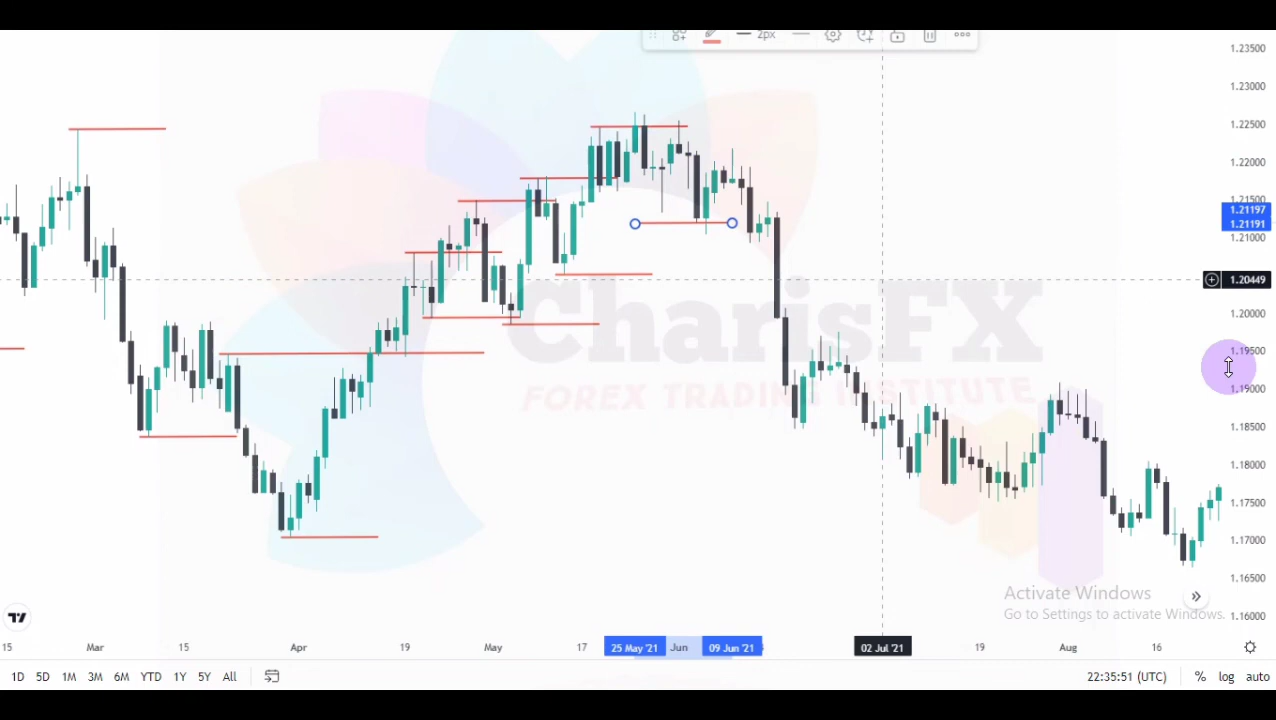 2px
1.23500
1.23000
1.22500
1.22000
1.21500
1.21197
1.21191
1.21000
1.20449
1.20000
1.19500
1.19000
1.18500
1.18000
1.17500
1.17000
1.16500
1.16000
CharisFX
FOREX TRADING INSTITUTE
Activate Windows
Go to Settings to activate Windows.
15 Mar 15 Apr 19 May 17 25 May '21 Jun 09 Jun '21 02 Jul '21 19 Aug 16
1D 5D 1M 3M 6M YTD 1Y 5Y All 22:35:51 (UTC) % log auto